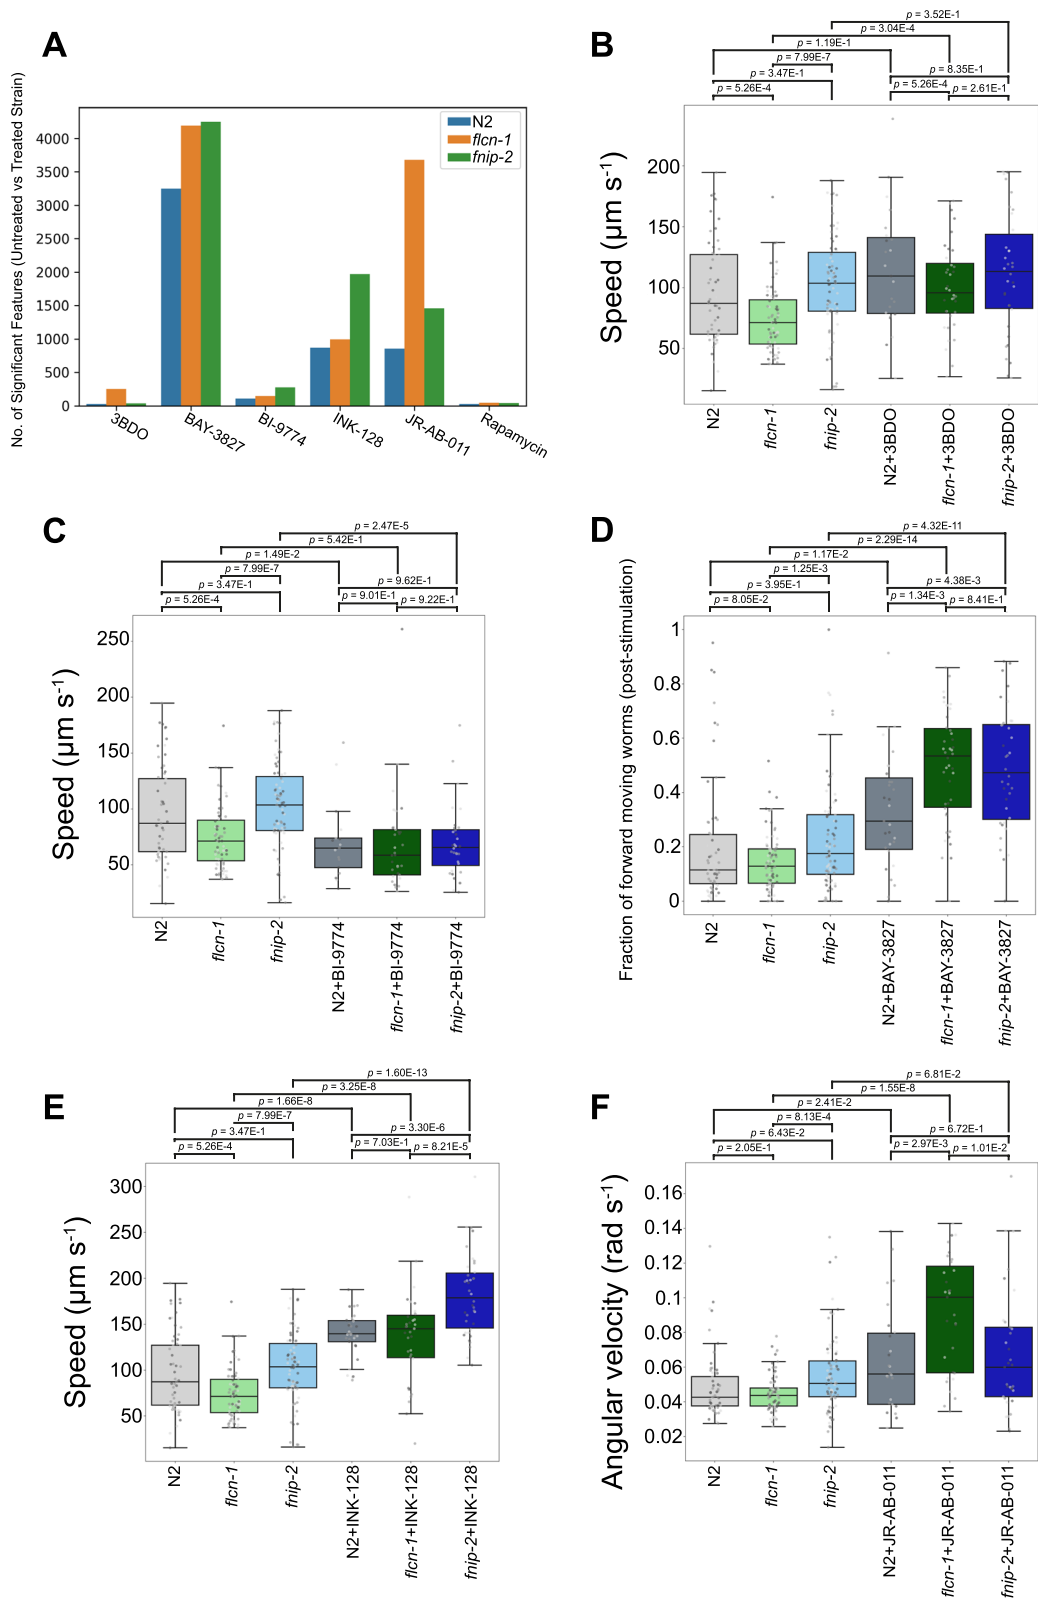 A
No. of Significant Features (Untreated vs Treated Strain)
4000
3500
3000
2500
2000
1500
1000
500
0
N2
flcn-1
fnip-2
3BDO
BAY-3827
BI-9774
INK-128
JR-AB-011
Rapamycin
B
p = 3.52E-1
p = 3.04E-4
p = 1.19E-1
p = 7.99E-7
p = 8.35E-1
p = 3.47E-1
p = 5.26E-4
p = 5.26E-4
p = 2.61E-1
Speed (µm s-1)
200
150
100
50
N2
flcn-1
fnip-2
N2+3BDO
flcn-1+3BDO
fnip-2+3BDO
C
p = 2.47E-5
p = 5.42E-1
p = 1.49E-2
p = 7.99E-7
p = 9.62E-1
p = 3.47E-1
p = 9.01E-1
p = 5.26E-4
p = 9.22E-1
Speed (µm s-1)
250
200
150
100
50
N2
flcn-1
fnip-2
N2+BI-9774
flcn-1+BI-9774
fnip-2+BI-9774
D
p = 4.32E-11
p = 2.29E-14
p = 1.17E-2
p = 1.25E-3
p = 4.38E-3
p = 3.95E-1
p = 1.34E-3
p = 8.05E-2
p = 8.41E-1
Fraction of forward moving worms (post-stimulation)
1
0.8
0.6
0.4
0.2
0
N2
flcn-1
fnip-2
N2+BAY-3827
flcn-1+BAY-3827
fnip-2+BAY-3827
E
p = 1.60E-13
p = 3.25E-8
p = 1.66E-8
p = 7.99E-7
p = 3.30E-6
p = 3.47E-1
p = 7.03E-1
p = 5.26E-4
p = 8.21E-5
Speed (µm s-1)
300
250
200
150
100
50
N2
flcn-1
fnip-2
N2+INK-128
flcn-1+INK-128
fnip-2+INK-128
F
p = 6.81E-2
p = 1.55E-8
p = 2.41E-2
p = 8.13E-4
p = 6.72E-1
p = 6.43E-2
p = 2.97E-3
p = 2.05E-1
p = 1.01E-2
Angular velocity (rad s-1)
0.16
0.14
0.12
0.1
0.08
0.06
0.04
0.02
N2
flcn-1
fnip-2
N2+JR-AB-011
flcn-1+JR-AB-011
fnip-2+JR-AB-011